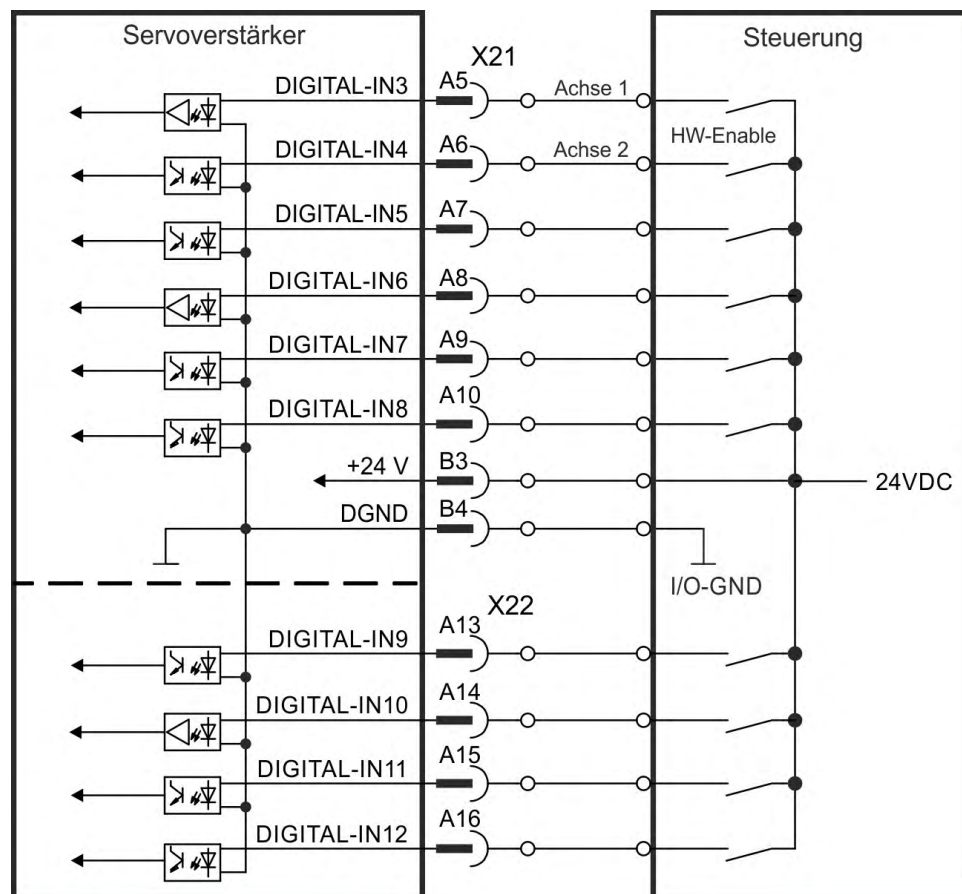 Servoverstärker
Steuerung
X21
DIGITAL-IN3 A5 Achse 1
HW-Enable
DIGITAL-IN4 A6 Achse 2
DIGITAL-IN5 A7
DIGITAL-IN6 A8
DIGITAL-IN7 A9
DIGITAL-IN8 A10
+24 V B3
24VDC
DGND B4
I/O-GND
X22
DIGITAL-IN9 A13
DIGITAL-IN10 A14
DIGITAL-IN11 A15
DIGITAL-IN12 A16